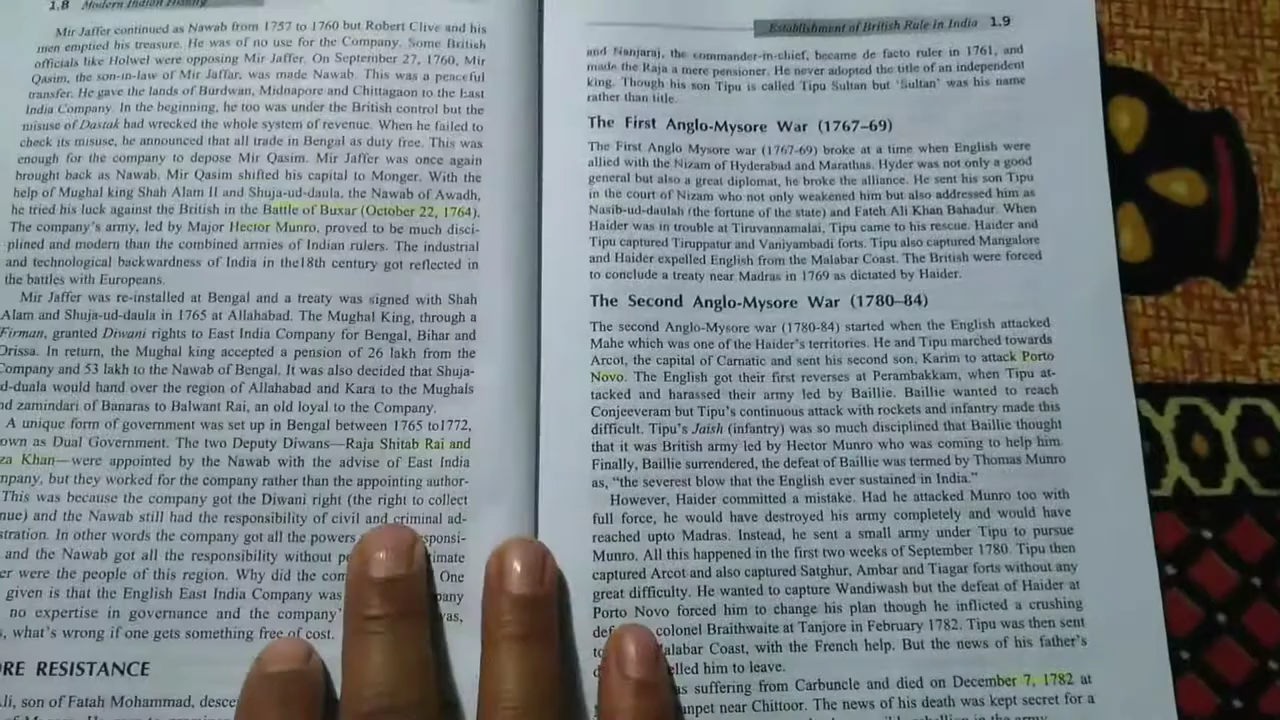 1.8 Modern Indian History
Mir Jaffer continued as Nawab from 1757 to 1760 but Robert Clive and his
men emptied his treasure. He was of no use for the Company. Some British
officials like Holwel were opposing Mir Jaffer. On September 27, 1760, Mir
Qasim, the son-in-law of Mir Jaffar, was made Nawab. This was a peaceful
transfer. He gave the lands of Burdwan, Midnapore and Chittagaon to the East
India Company. In the beginning, he too was under the British control but the
misuse of Dastak had wrecked the whole system of revenue. When he failed to
check its misuse, he announced that all trade in Bengal as duty free. This was
enough for the company to depose Mir Qasim. Mir Jaffer was once again
brought back as Nawab. Mir Qasim shifted his capital to Monger. With the
help of Mughal king Shah Alam II and Shuja-ud-daula, the Nawab of Awadh,
he tried his luck against the British in the Battle of Buxar (October 22, 1764).
The company's army, led by Major Hector Munro, proved to be much disci-
plined and modern than the combined armies of Indian rulers. The industrial
and technological backwardness of India in the18th century got reflected in
the battles with Europeans.
Mir Jaffer was re-installed at Bengal and a treaty was signed with Shah
Alam and Shuja-ud-daula in 1765 at Allahabad. The Mughal King, through a
Firman, granted Diwani rights to East India Company for Bengal, Bihar and
Orissa. In return, the Mughal king accepted a pension of 26 lakh from the
Company and 53 lakh to the Nawab of Bengal. It was also decided that Shuja-
d-duala would hand over the region of Allahabad and Kara to the Mughals
nd zamindari of Banaras to Balwant Rai, an old loyal to the Company.
A unique form of government was set up in Bengal between 1765 to1772,
own as Dual Government. The two Deputy Diwans—Raja Shitab Rai and
za Khan—were appointed by the Nawab with the advise of East India
mpany, but they worked for the company rather than the appointing author-
This was because the company got the Diwani right (the right to collect
nue) and the Nawab still had the responsibility of civil and criminal ad-
stration. In other words the company got all the powers sponsi-
and the Nawab got all the responsibility without timate
er were the people of this region. Why did the com One
given is that the English East India Company was pany
no expertise in governance and the company' vas,
s, what's wrong if one gets something free of cost.
RE RESISTANCE
li, son of Fatah Mohammad, desce
Establishment of British Rule in India 1.9
and Nanjaraj, the commander-in-chief, became de facto ruler in 1761, and
made the Raja a mere pensioner. He never adopted the title of an independent
king. Though his son Tipu is called Tipu Sultan but 'Sultan' was his name
rather than title.
The First Anglo-Mysore War (1767–69)
The First Anglo Mysore war (1767-69) broke at a time when English were
allied with the Nizam of Hyderabad and Marathas. Hyder was not only a good
general but also a great diplomat, he broke the alliance. He sent his son Tipu
in the court of Nizam who not only weakened him but also addressed him as
Nasib-ud-daulah (the fortune of the state) and Fateh Ali Khan Bahadur. When
Haider was in trouble at Tiruvannamalai, Tipu came to his rescue. Haider and
Tipu captured Tiruppatur and Vaniyambadi forts. Tipu also captured Mangalore
and Haider expelled English from the Malabar Coast. The British were forced
to conclude a treaty near Madras in 1769 as dictated by Haider.
The Second Anglo-Mysore War (1780–84)
The second Anglo-Mysore war (1780-84) started when the English attacked
Mahe which was one of the Haider's territories. He and Tipu marched towards
Arcot, the capital of Carnatic and sent his second son, Karim to attack Porto
Novo. The English got their first reverses at Perambakkam, when Tipu at-
tacked and harassed their army led by Baillie. Baillie wanted to reach
Conjeeveram but Tipu's continuous attack with rockets and infantry made this
difficult. Tipu's Jaish (infantry) was so much disciplined that Baillie thought
that it was British army led by Hector Munro who was coming to help him.
Finally, Baillie surrendered, the defeat of Baillie was termed by Thomas Munro
as, "the severest blow that the English ever sustained in India."
However, Haider committed a mistake. Had he attacked Munro too with
full force, he would have destroyed his army completely and would have
reached upto Madras. Instead, he sent a small army under Tipu to pursue
Munro. All this happened in the first two weeks of September 1780. Tipu then
captured Arcot and also captured Satghur, Ambar and Tiagar forts without any
great difficulty. He wanted to capture Wandiwash but the defeat of Haider at
Porto Novo forced him to change his plan though he inflicted a crushing
def colonel Braithwaite at Tanjore in February 1782. Tipu was then sent
to alabar Coast, with the French help. But the news of his father's
d elled him to leave.
as suffering from Carbuncle and died on December 7, 1782 at
npet near Chittoor. The news of his death was kept secret for a